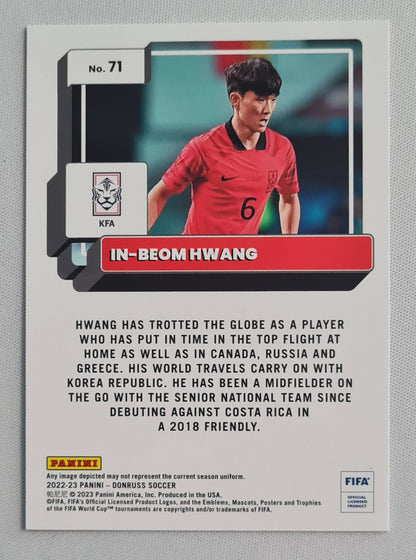 No. 71
6
KFA
IN-BEOM HWANG
HWANG HAS TROTTED THE GLOBE AS A PLAYER
WHO HAS PUT IN TIME IN THE TOP FLIGHT AT
HOME AS WELL AS IN CANADA, RUSSIA AND
GREECE. HIS WORLD TRAVELS CARRY ON WITH
KOREA REPUBLIC. HE HAS BEEN A MIDFIELDER ON
THE GO WITH THE SENIOR NATIONAL TEAM SINCE
DEBUTING AGAINST COSTA RICA IN
A 2018 FRIENDLY.
PANINI
Any image depicted may not represent the current season uniform.
2022-23 PANINI – DONRUSS SOCCER
帕尼尼 © 2023 Panini America, Inc. Produced in the USA.
©FIFA, FIFA's Official Licensed Product Logos, and the Emblems, Mascots, Posters and Trophies
of the FIFA World Cup™ tournaments are copyrights and/or trademarks of FIFA.
FIFA
OFFICIAL
LICENSED
PRODUCT